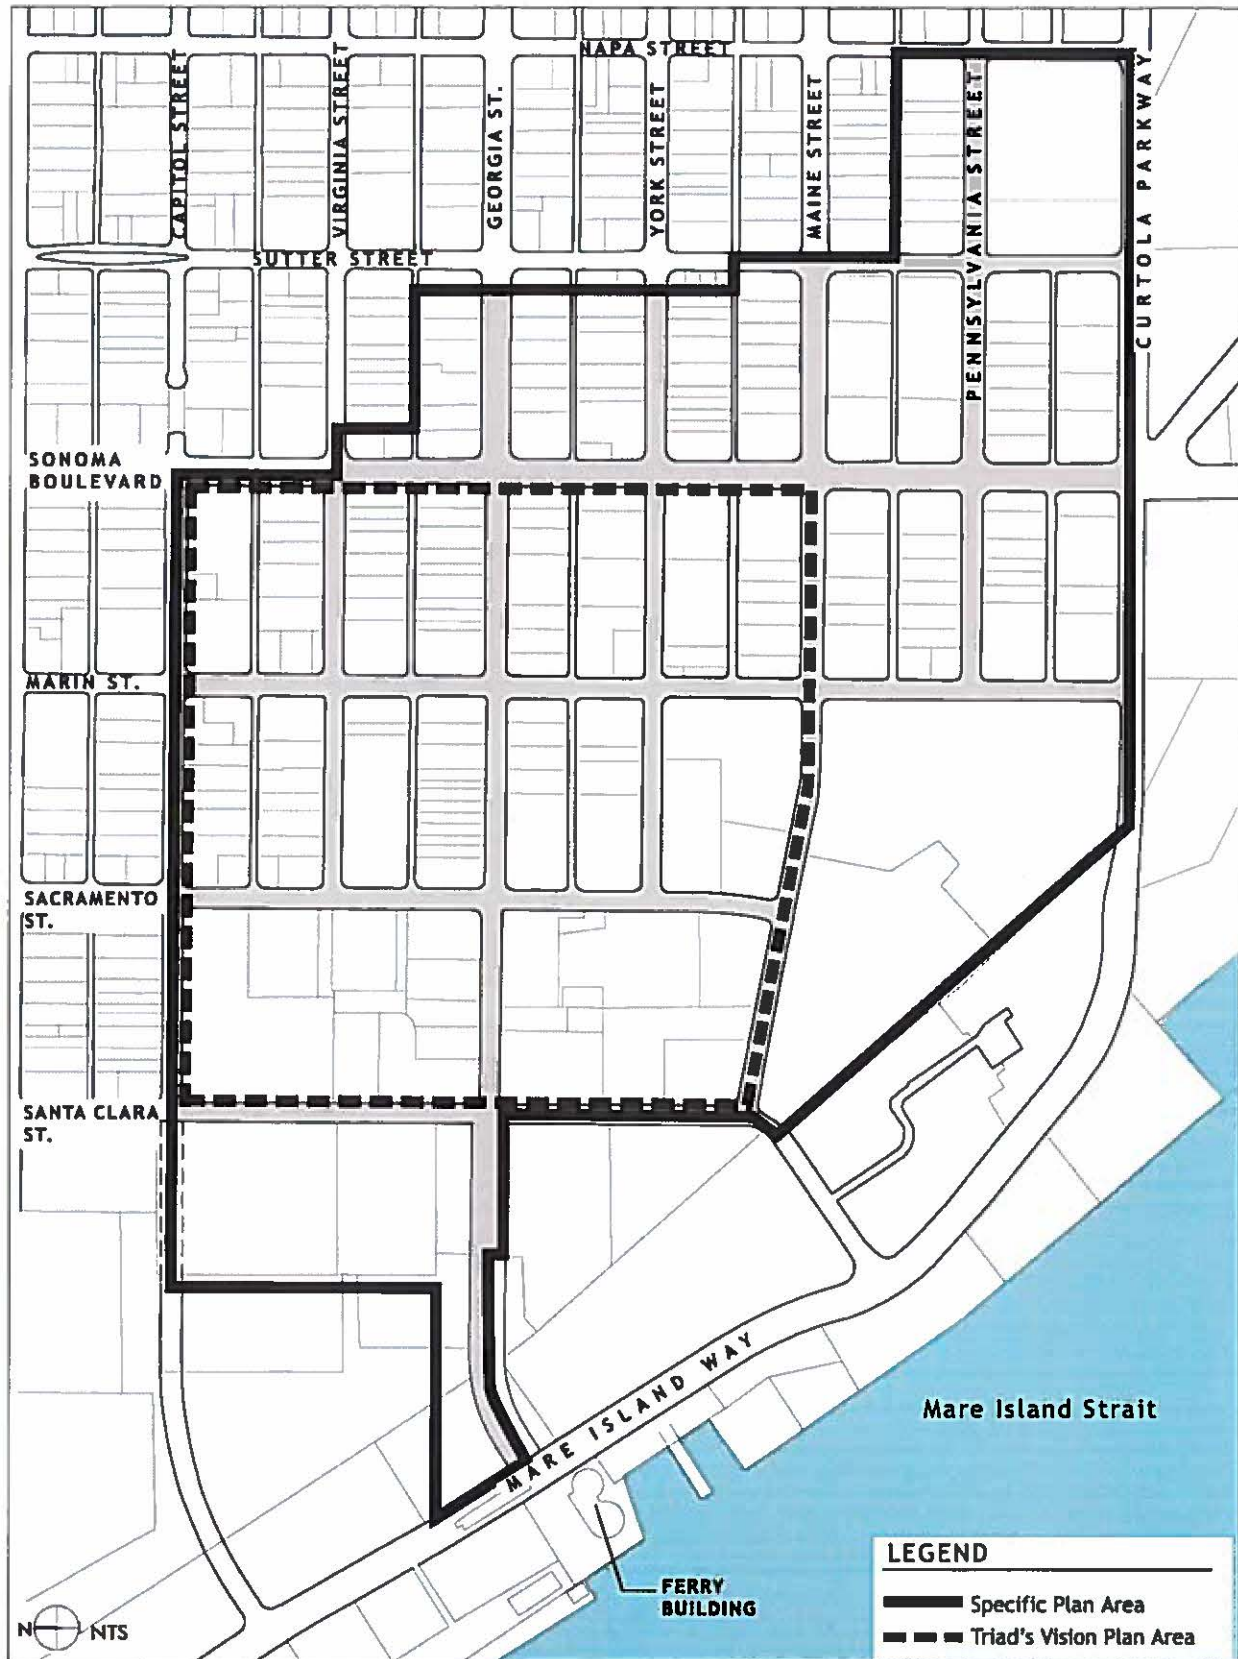 NAPA STREET
CAPITOL STREET
VIRGINIA STREET
GEORGIA ST.
YORK STREET
MAINE STREET
PENNSYLVANIA STREET
CURTOLA PARKWAY
SUTTER STREET
SONOMA
BOULEVARD
MARIN ST.
SACRAMENTO
ST.
SANTA CLARA
ST.
MARE ISLAND WAY
Mare Island Strait
FERRY
BUILDING
N NTS
LEGEND
Specific Plan Area
Triad's Vision Plan Area